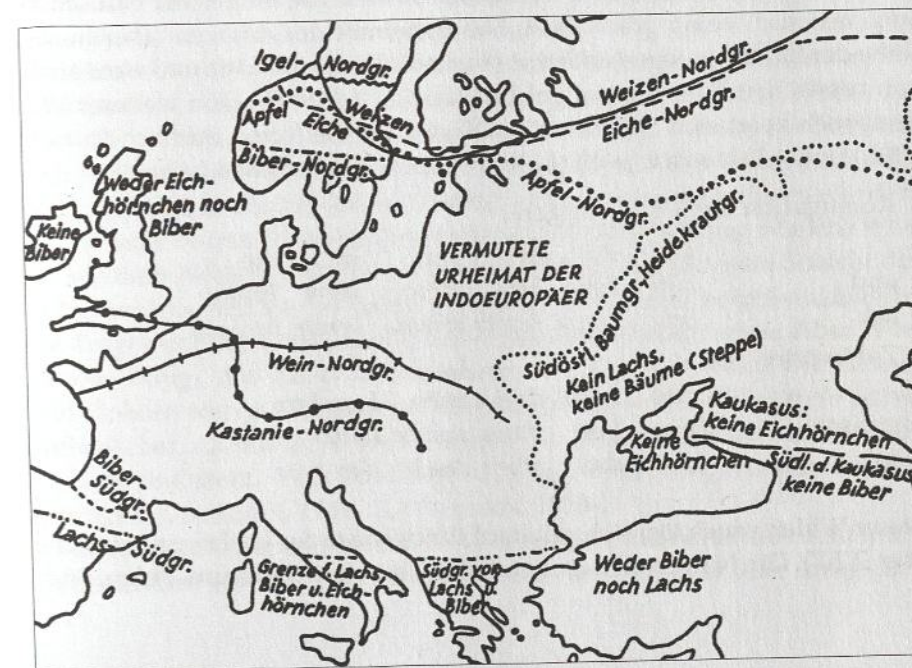 Igel-Nordgr.
Weizen-Nordgr.
Eiche-Nordgr.
Apfel
Weizen
Eiche
Biber-Nordgr.
Apfel-Nordgr.
Weder Eich-
hörnchen noch
Biber
Keine
Biber
VERMUTETE
URHEIMAT DER
INDOEUROPÄER
Südöstl. Baumgr.-Heidekrautgr.
Kain Lachs,
keine Bäume (Steppe)
Wein-Nordgr.
Kastanie-Nordgr.
Kaukasus:
keine Eichhörnchen
Keine
Eichhörnchen
Südl. d. Kaukasus
keine Biber
Biber-
Südgr.
Lachs-Südgr.
Grenze f. Lachs,
Biber u. Eich-
hörnchen
Südgr. von
Lachs u.
Biber
Weder Biber
noch Lachs